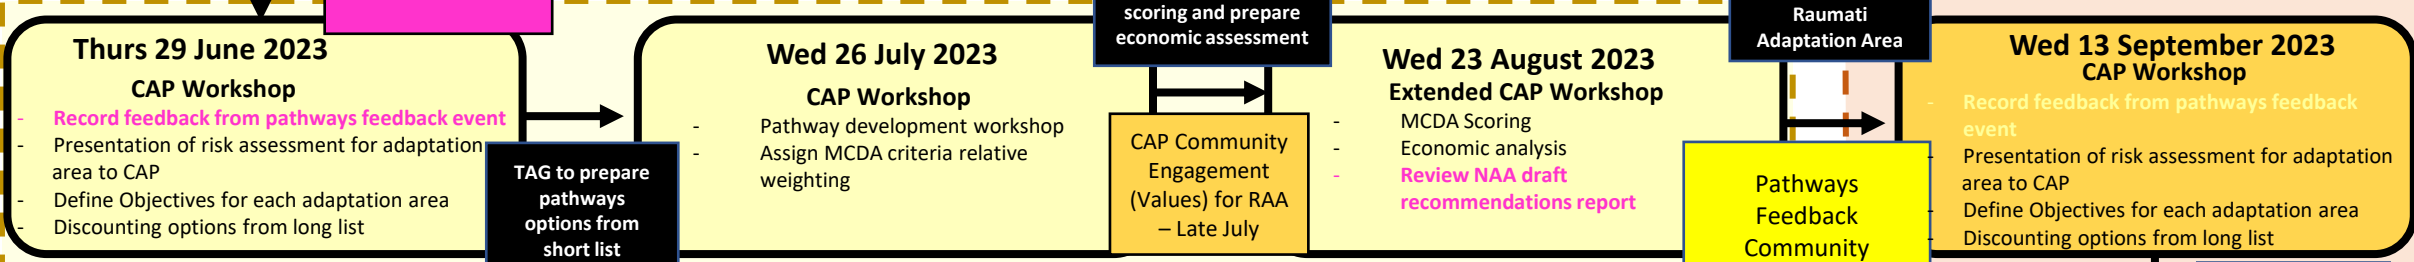 Thurs 29 June 2023
CAP Workshop
- Record feedback from pathways feedback event
- Presentation of risk assessment for adaptation
area to CAP
- Define Objectives for each adaptation area
- Discounting options from long list
TAG to prepare
pathways
options from
short list
Wed 26 July 2023
CAP Workshop
- Pathway development workshop
- Assign MCDA criteria relative
weighting
scoring and prepare
economic assessment
CAP Community
Engagement
(Values) for RAA
– Late July
Wed 23 August 2023
Extended CAP Workshop
- MCDA Scoring
- Economic analysis
- Review NAA draft
recommendations report
Raumati
Adaptation Area
Pathways
Feedback
Community
Wed 13 September 2023
CAP Workshop
- Record feedback from pathways feedback
event
- Presentation of risk assessment for adaptation
area to CAP
- Define Objectives for each adaptation area
- Discounting options from long list